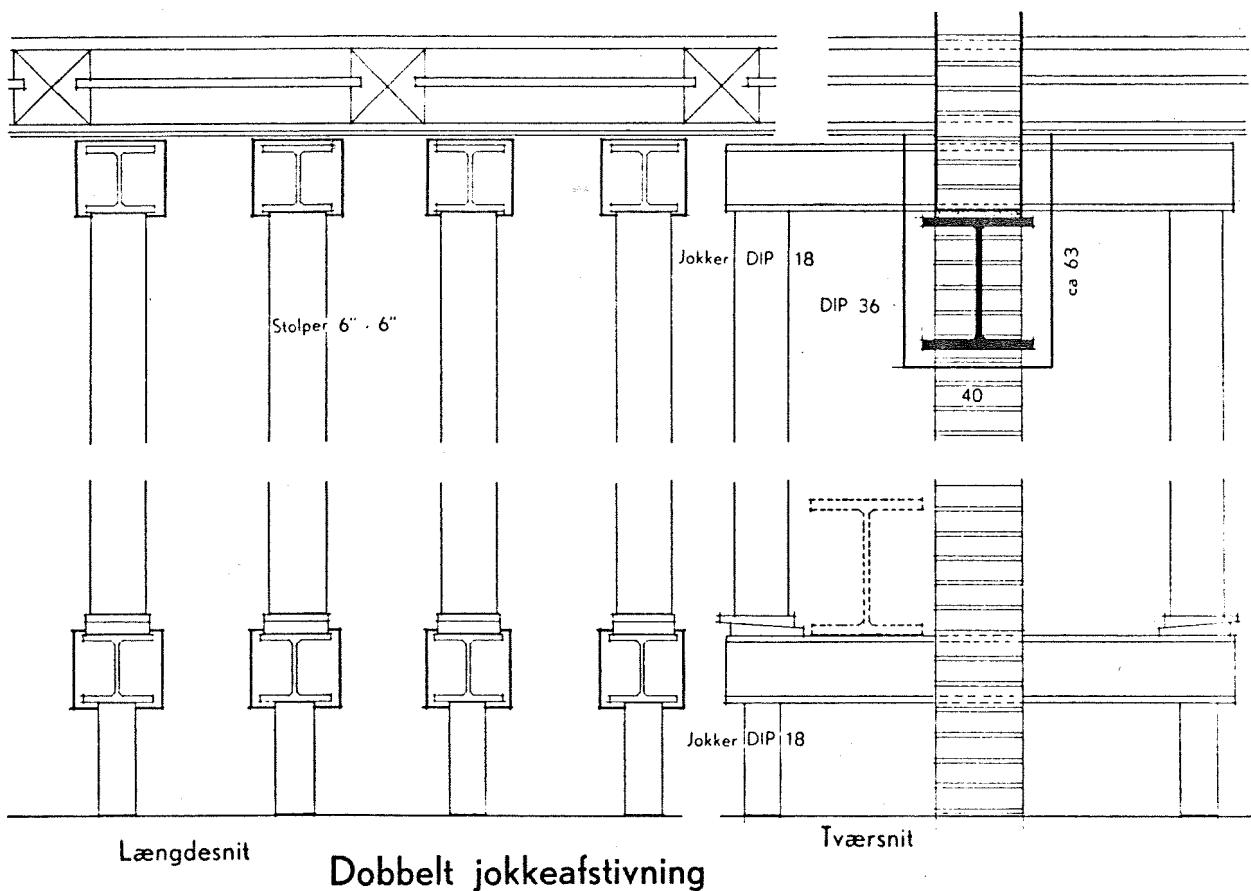 Jokker DIP 18
Stolper 6" · 6"
DIP 36
ca 63
40
Jokker DIP 18
Længdesnit
Tværsnit
Dobbelt jokkeafstivning